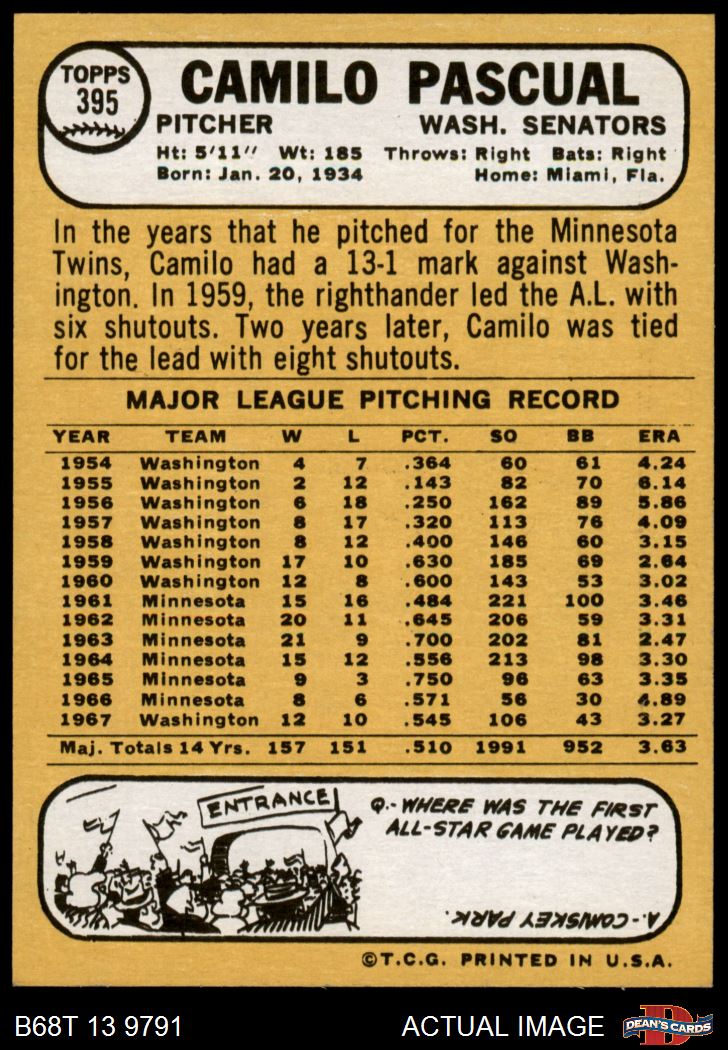 TOPPS
395
CAMILO PASCUAL
PITCHER WASH. SENATORS
Ht: 5'11" Wt: 185 Throws: Right Bats: Right
Born: Jan. 20, 1934 Home: Miami, Fla.
In the years that he pitched for the Minnesota
Twins, Camilo had a 13-1 mark against Wash-
ington. In 1959, the righthander led the A.L. with
six shutouts. Two years later, Camilo was tied
for the lead with eight shutouts.
MAJOR LEAGUE PITCHING RECORD
YEAR TEAM W L PCT. SO BB ERA
1954 Washington 4 7 .364 60 61 4.24
1955 Washington 2 12 .143 82 70 6.14
1956 Washington 6 18 .250 162 89 5.86
1957 Washington 8 17 .320 113 76 4.09
1958 Washington 8 12 .400 146 60 3.15
1959 Washington 17 10 .630 185 69 2.64
1960 Washington 12 8 .600 143 53 3.02
1961 Minnesota 15 16 .484 221 100 3.46
1962 Minnesota 20 11 .645 206 59 3.31
1963 Minnesota 21 9 .700 202 81 2.47
1964 Minnesota 15 12 .556 213 98 3.30
1965 Minnesota 9 3 .750 96 63 3.35
1966 Minnesota 8 6 .571 56 30 4.89
1967 Washington 12 10 .545 106 43 3.27
Maj. Totals 14 Yrs. 157 151 .510 1991 952 3.63
ENTRANCE
Q.- WHERE WAS THE FIRST
ALL-STAR GAME PLAYED?
A.- COMISKEY PARK.
©T.C.G. PRINTED IN U.S.A.
B68T 13 9791 ACTUAL IMAGE
D
DEAN'S CARDS